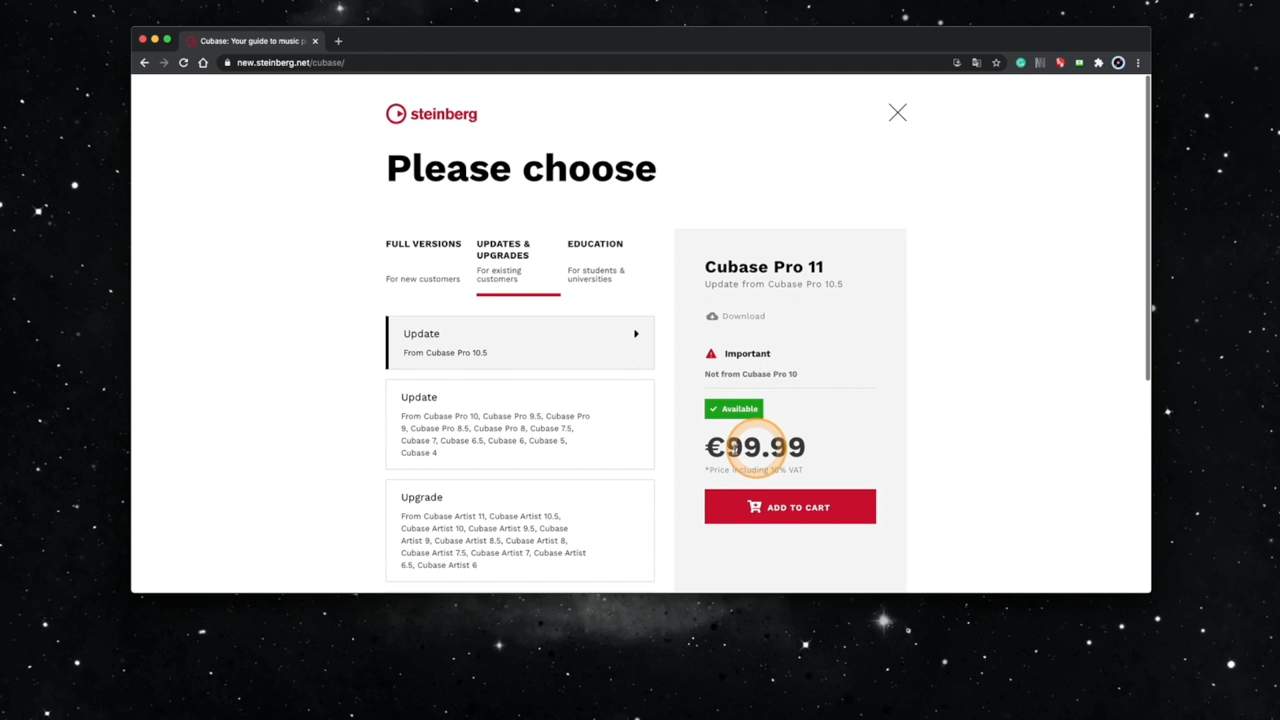 Cubase: Your guide to music p
new.steinberg.net/cubase/
steinberg
Please choose
FULL VERSIONS
For new customers
UPDATES &
UPGRADES
For existing
customers
EDUCATION
For students &
universities
Update
From Cubase Pro 10.5
Update
From Cubase Pro 10, Cubase Pro 9.5, Cubase Pro
9, Cubase Pro 8.5, Cubase Pro 8, Cubase 7.5,
Cubase 7, Cubase 6.5, Cubase 6, Cubase 5,
Cubase 4
Upgrade
From Cubase Artist 11, Cubase Artist 10.5,
Cubase Artist 10, Cubase Artist 9.5, Cubase
Artist 9, Cubase Artist 8.5, Cubase Artist 8,
Cubase Artist 7.5, Cubase Artist 7, Cubase Artist
6.5, Cubase Artist 6
Cubase Pro 11
Update from Cubase Pro 10.5
Download
Important
Not from Cubase Pro 10
Available
€99.99
*Price including VAT
ADD TO CART